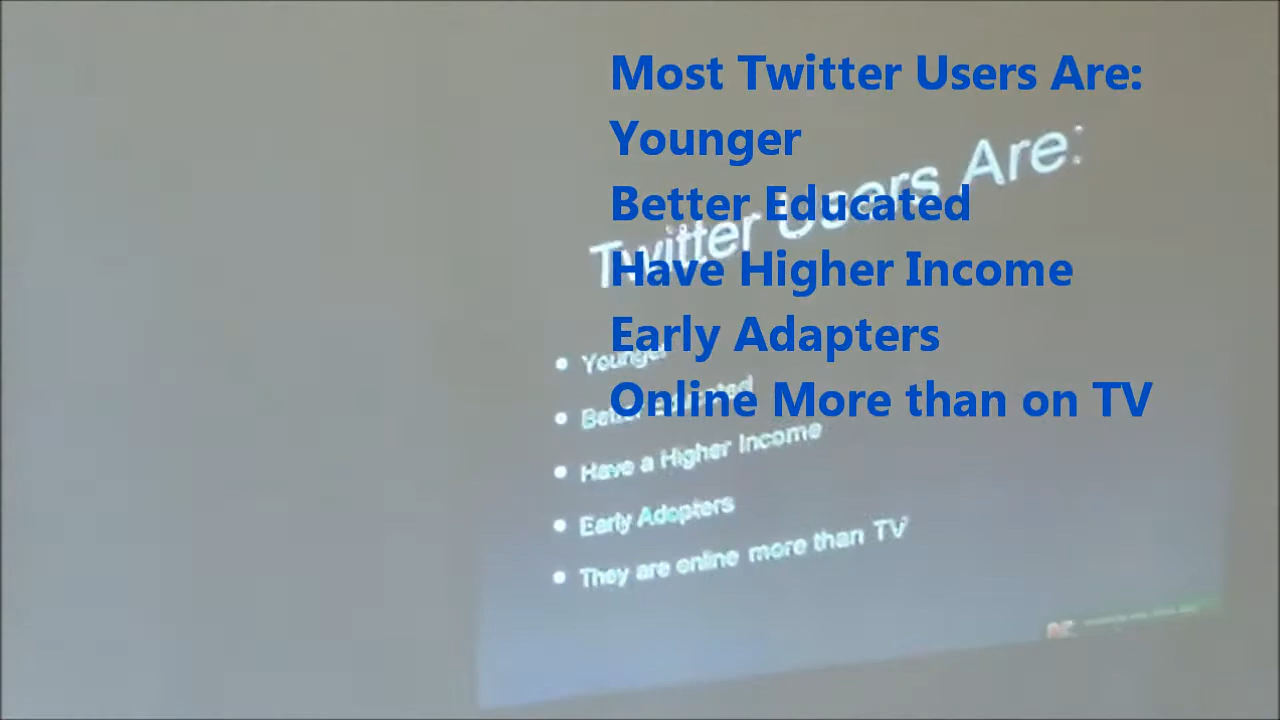 Most Twitter Users Are:
Younger
Better Educated
Have Higher Income
Early Adapters
Online More than on TV
Twitter Users Are:
Younger
Better Educated
Have a Higher Income
Early Adopters
They are online more than TV